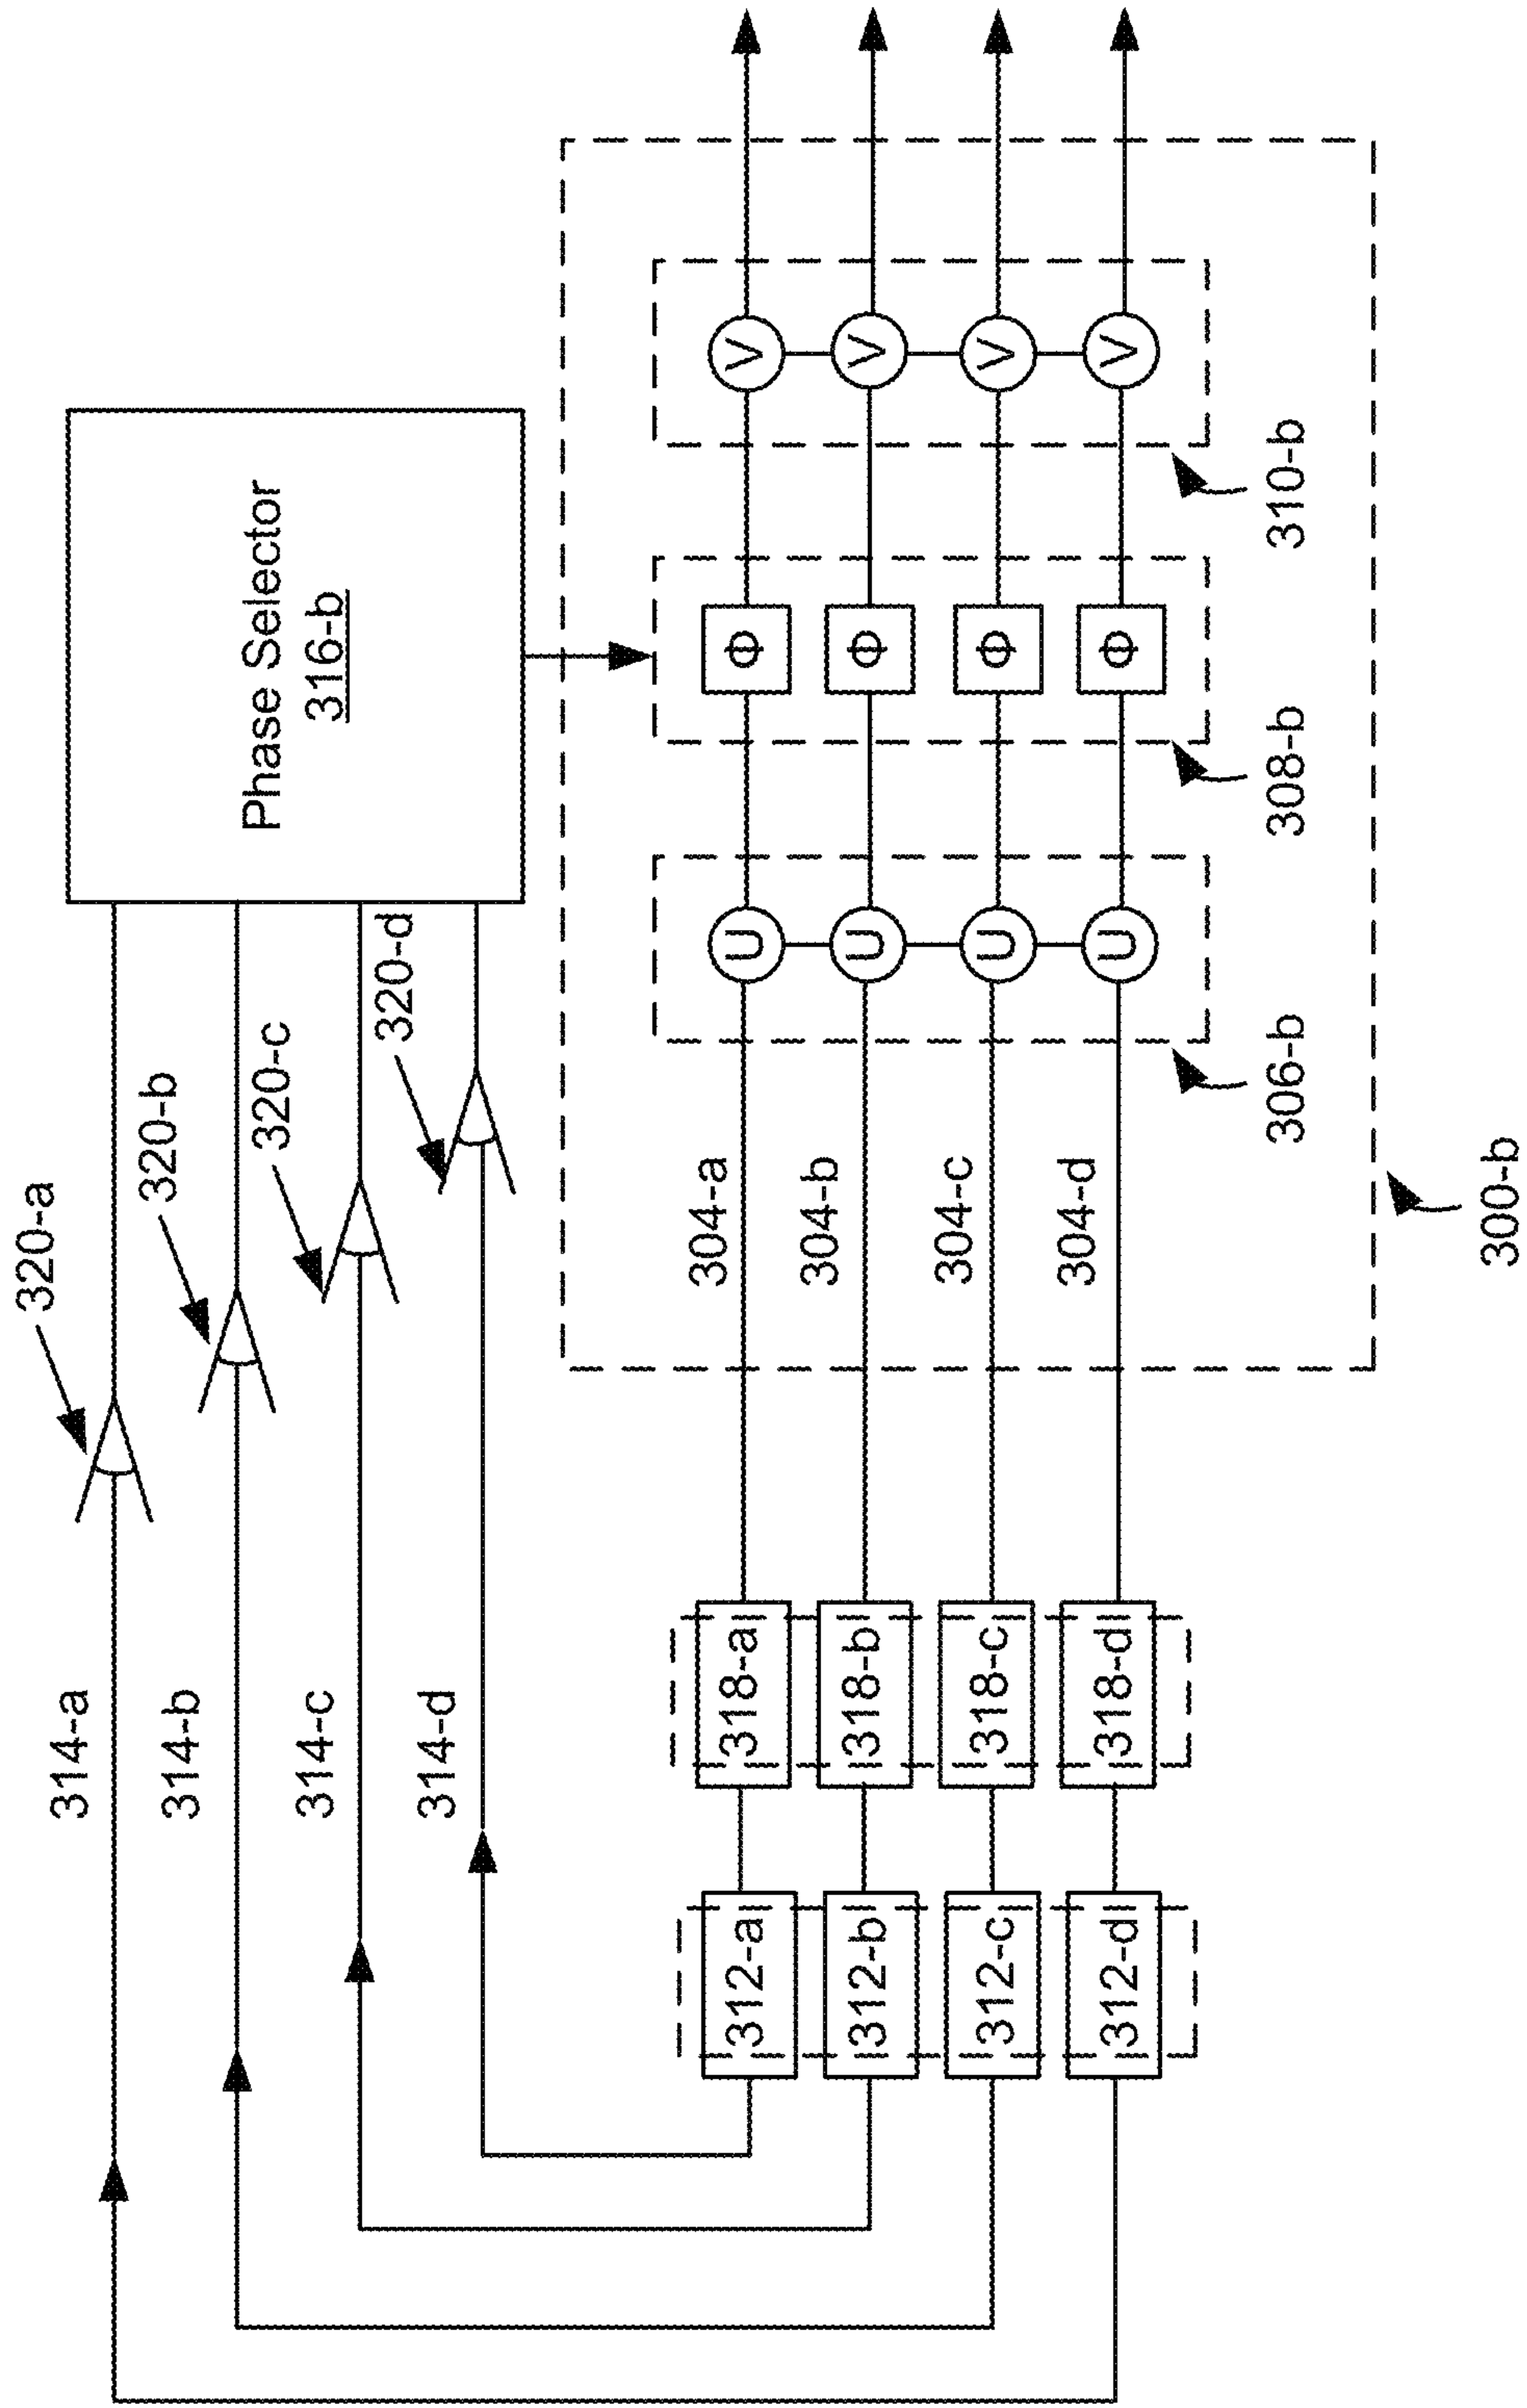 314-a
320-a
314-b
320-b
314-c
320-c
314-d
320-d
Phase Selector
316-b
312-a
318-a
304-a
U
Φ
V
312-b
318-b
304-b
U
Φ
V
312-c
318-c
304-c
U
Φ
V
312-d
318-d
304-d
U
Φ
V
306-b
308-b
310-b
300-b